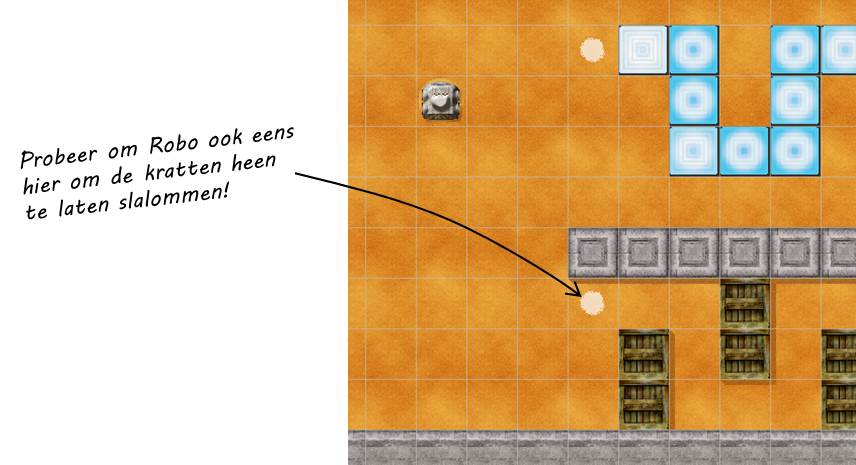 Probeer om Robo ook eens
hier om de kratten heen
te laten slalommen!